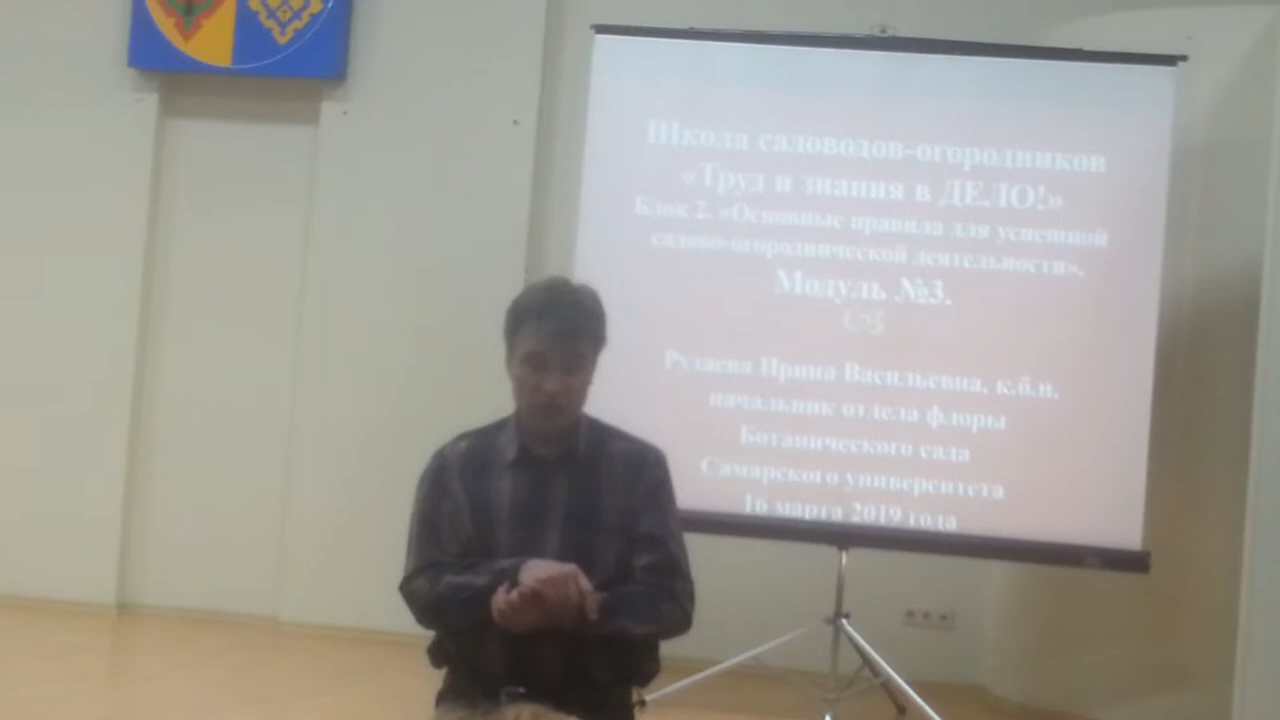 Школа садоводов-огородников
«Труд и знания в ДЕЛО!»
Блок 2. «Основные правила для успешной
садово-огороднической деятельности».
Модуль №3.
Рузаева Ирина Васильевна, к.б.н.
начальник отдела флоры
Ботанического сада
Самарского университета
16 марта 2019 года